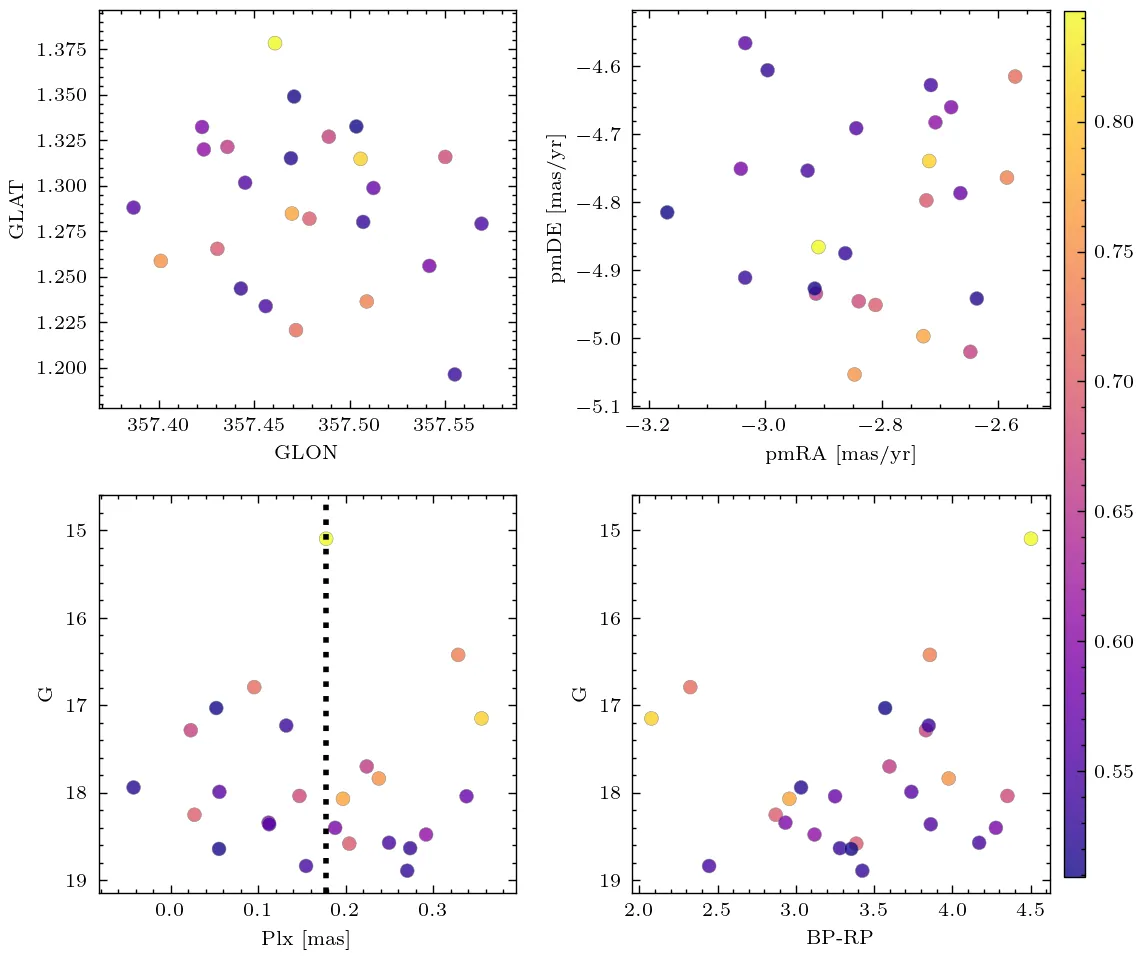 1.375
1.350
1.325
1.300
1.275
1.250
1.225
1.200
GLAT
357.40 357.45 357.50 357.55
GLON
−4.6
−4.7
−4.8
−4.9
−5.0
−5.1
pmDE [mas/yr]
−3.2 −3.0 −2.8 −2.6
pmRA [mas/yr]
15
16
17
18
19
G
0.0 0.1 0.2 0.3
Plx [mas]
15
16
17
18
19
G
2.0 2.5 3.0 3.5 4.0 4.5
BP-RP
0.80
0.75
0.70
0.65
0.60
0.55